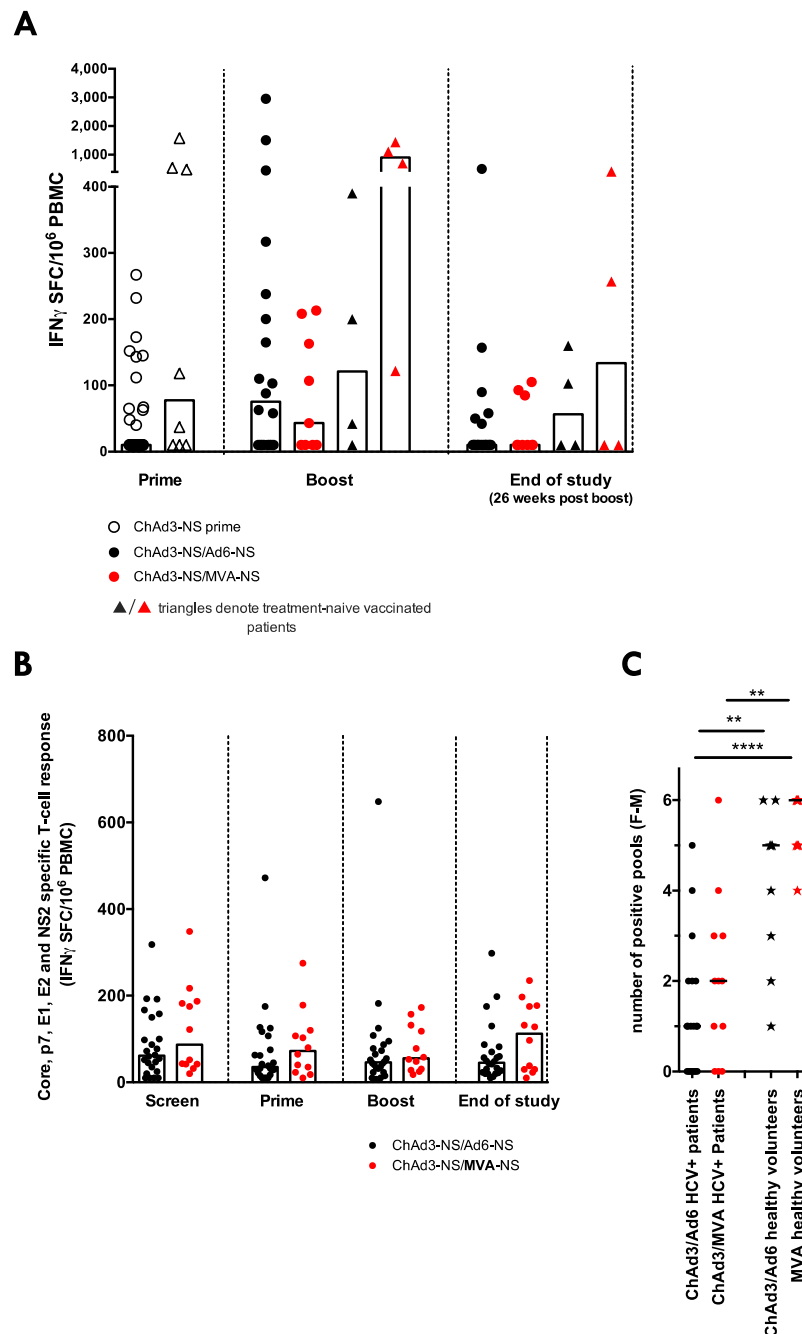 A
IFNγ SFC/10⁶ PBMC
4,000
3,000
2,000
1,000
400
300
200
100
0
Prime
Boost
End of study
(26 weeks post boost)
ChAd3-NS prime
ChAd3-NS/Ad6-NS
ChAd3-NS/MVA-NS
/ triangles denote treatment-naive vaccinated
patients
B
Core, p7, E1, E2 and NS2 specific T-cell response
(IFNγ SFC/10⁶ PBMC)
800
600
400
200
0
Screen
Prime
Boost
End of study
ChAd3-NS/Ad6-NS
ChAd3-NS/MVA-NS
C
**
**
****
number of positive pools (F-M)
6
4
2
0
ChAd3/Ad6 HCV+ patients
ChAd3/MVA HCV+ Patients
ChAd3/Ad6 healthy volunteers
MVA healthy volunteers